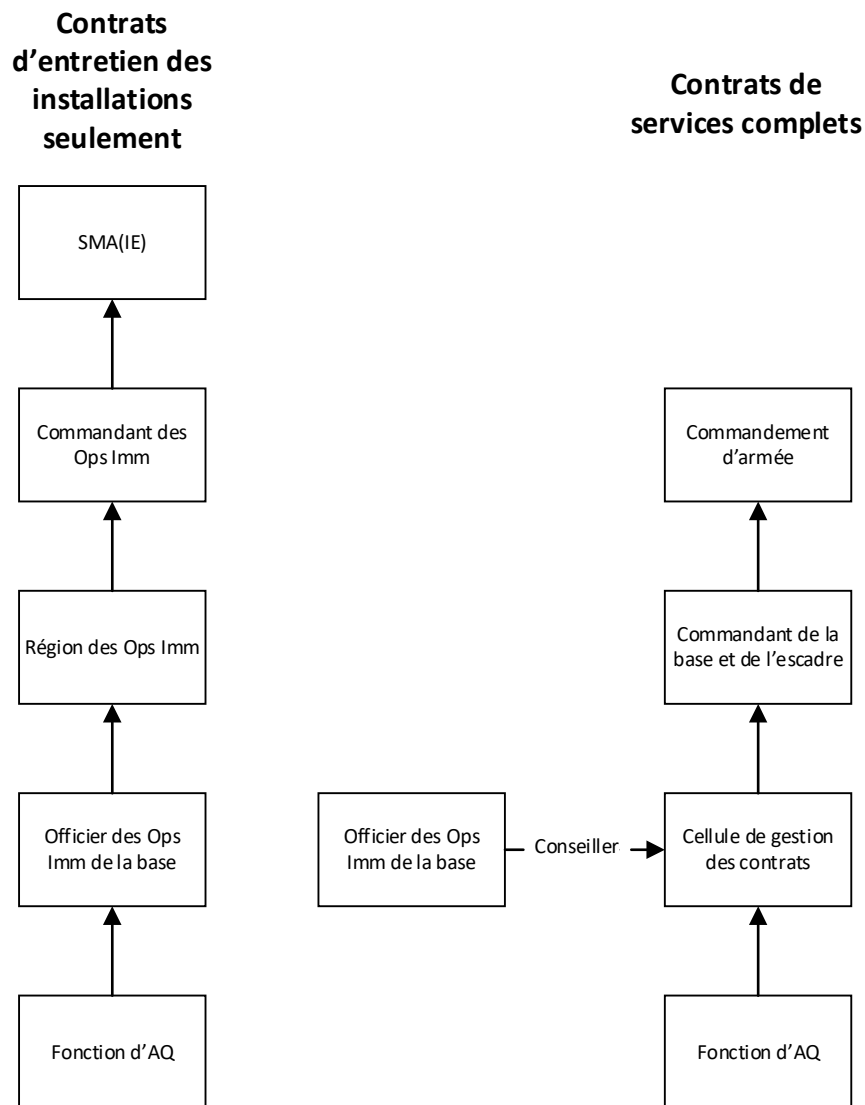 Contrats
d’entretien des
installations
seulement
SMA(IE)
Commandant des
Ops Imm
Région des Ops Imm
Officier des Ops
Imm de la base
Fonction d’AQ
Contrats de
services complets
Commandement
d’armée
Commandant de la
base et de l’escadre
Officier des Ops
Imm de la base
Conseiller
Cellule de gestion
des contrats
Fonction d’AQ